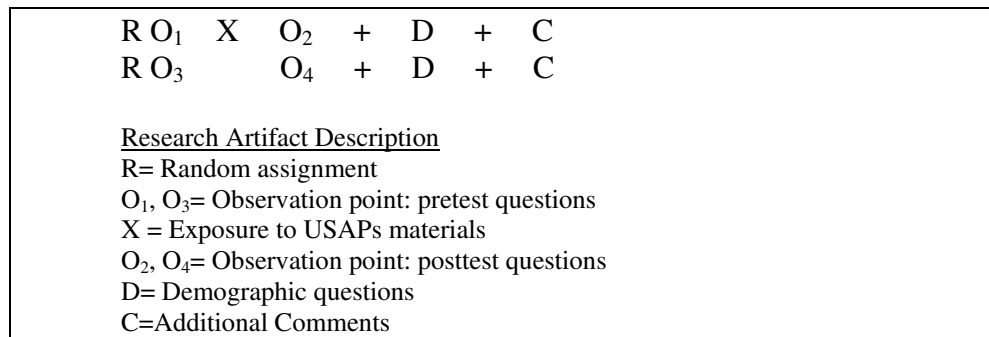 R O₁ X O₂ + D + C
R O₃ O₄ + D + C
Research Artifact Description
R= Random assignment
O₁, O₃= Observation point: pretest questions
X = Exposure to USAPs materials
O₂, O₄= Observation point: posttest questions
D= Demographic questions
C=Additional Comments